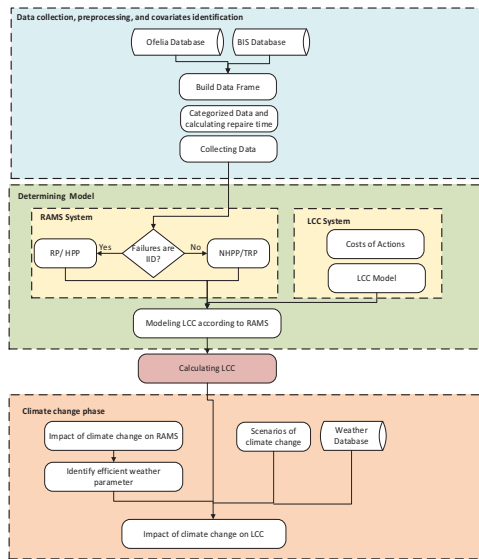 Data collection, preprocessing, and covariates identification
Ofelia Database
BIS Database
Build Data Frame
Categorized Data and
calculating repaire time
Collecting Data
Determining Model
RAMS System
LCC System
RP/ HPP
Yes
Failures are
IID?
No
NHPP/TRP
Costs of Actions
LCC Model
Modeling LCC according to RAMS
Calculating LCC
Climate change phase
Impact of climate change on RAMS
Scenarios of
climate change
Weather
Database
Identify efficient weather
parameter
Impact of climate change on LCC